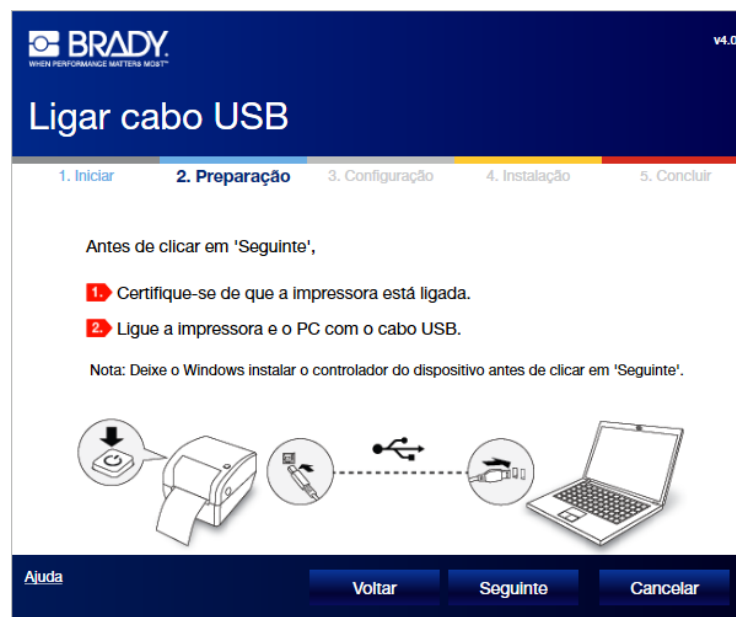 BRADY.
WHEN PERFORMANCE MATTERS MOST™
v4.0
Ligar cabo USB
1. Iniciar
2. Preparação
3. Configuração
4. Instalação
5. Concluir
Antes de clicar em 'Seguinte',
1. Certifique-se de que a impressora está ligada.
2. Ligue a impressora e o PC com o cabo USB.
Nota: Deixe o Windows instalar o controlador do dispositivo antes de clicar em 'Seguinte'.
Ajuda
Voltar
Seguinte
Cancelar